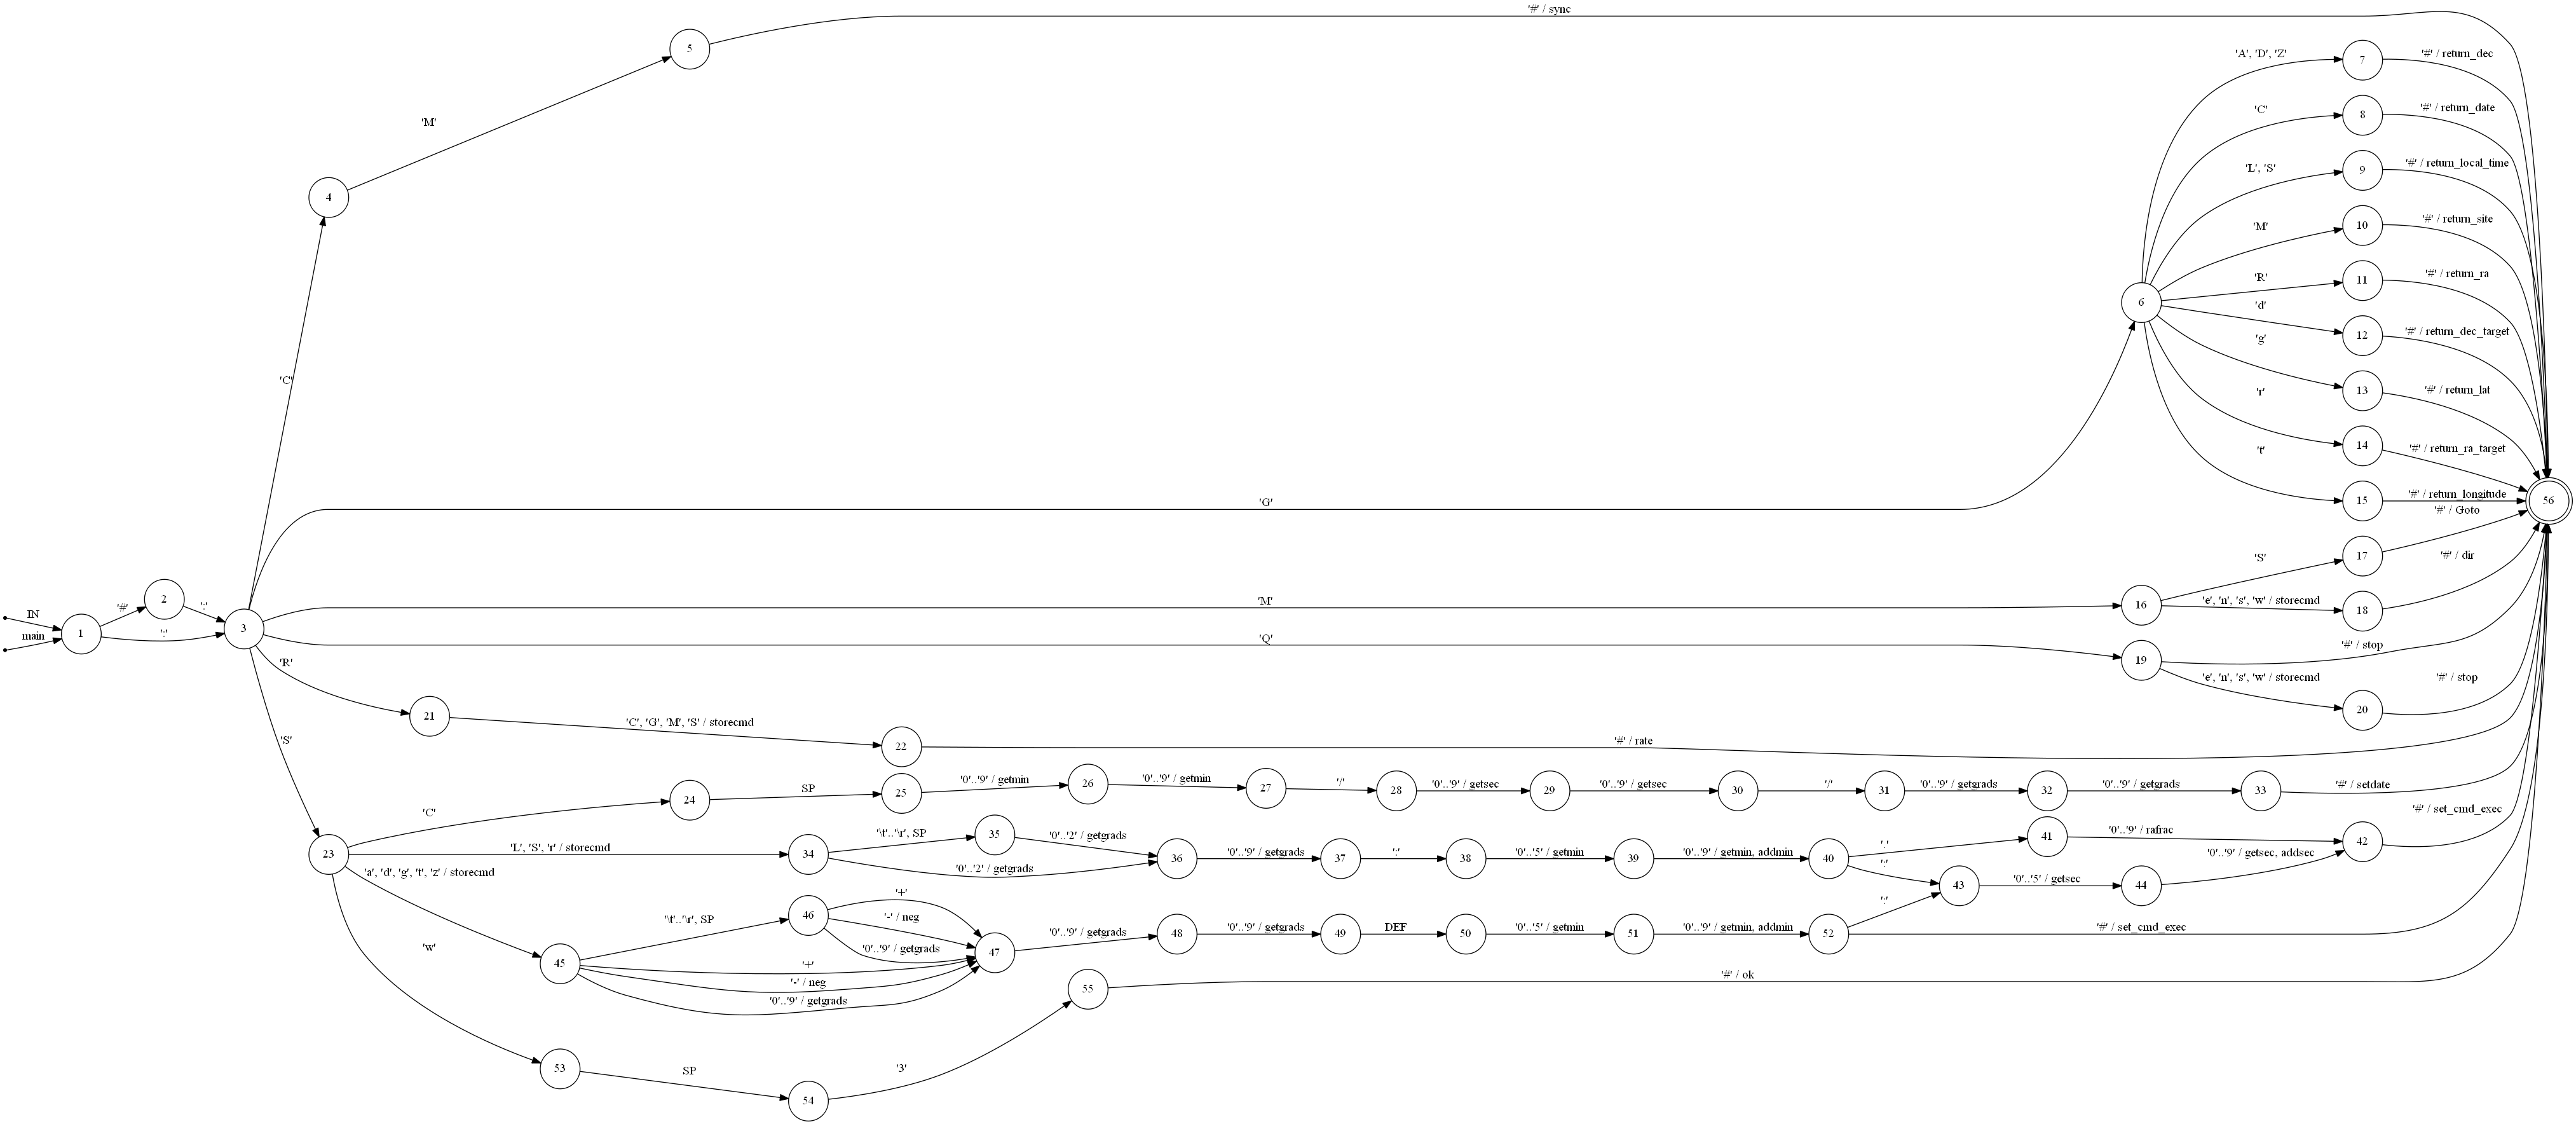 '#' / sync
5
'A', 'D', 'Z'
7
'#' / return_dec
'C'
8
'#' / return_date
'M'
'L', 'S'
9
'#' / return_local_time
4
'M'
10
'#' / return_site
'R'
11
'#' / return_ra
6
'd'
12
'#' / return_dec_target
'g'
13
'#' / return_lat
'C'
'r'
14
'#' / return_ra_target
't'
15
'#' / return_longitude
56
'G'
'#' / Goto
'S'
17
'#' / dir
IN
main
1
'#'
2
':'
':'
3
'M'
16
'e', 'n', 's', 'w' / storecmd
18
'Q'
19
'#' / stop
'e', 'n', 's', 'w' / storecmd
20
'#' / stop
'R'
21
'C', 'G', 'M', 'S' / storecmd
22
'#' / rate
'S'
23
'C'
24
SP
25
'0'..'9' / getmin
26
'0'..'9' / getmin
27
'/'
28
'0'..'9' / getsec
29
'0'..'9' / getsec
30
'/'
31
'0'..'9' / getgrads
32
'0'..'9' / getgrads
33
'#' / setdate
'L', 'S', 'r' / storecmd
34
'\t'..'\r', SP
35
'0'..'2' / getgrads
'0'..'2' / getgrads
36
'0'..'9' / getgrads
37
':'
38
'0'..'5' / getmin
39
'0'..'9' / getmin, addmin
40
41
'0'..'9' / rafrac
42
'#' / set_cmd_exec
':'
43
'0'..'5' / getsec
44
'0'..'9' / getsec, addsec
'a', 'd', 'g', 't', 'z' / storecmd
45
'\t'..'\r', SP
46
'+'
'-' / neg
'0'..'9' / getgrads
'+'
'-' / neg
'0'..'9' / getgrads
47
'0'..'9' / getgrads
48
'0'..'9' / getgrads
49
DEF
50
'0'..'5' / getmin
51
'0'..'9' / getmin, addmin
52
':'
'#' / set_cmd_exec
'w'
53
SP
54
'3'
55
'#' / ok